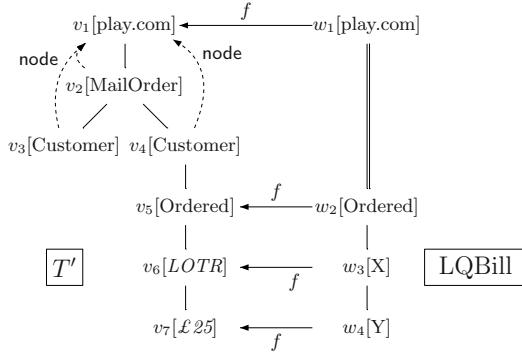 f
v₁[play.com] w₁[play.com]
node node
v₂[MailOrder]
v₃[Customer] v₄[Customer]
f
v₅[Ordered] w₂[Ordered]
T′ v₆[LOTR] w₃[X] LQBill
f
v₇[£25] w₄[Y]
f